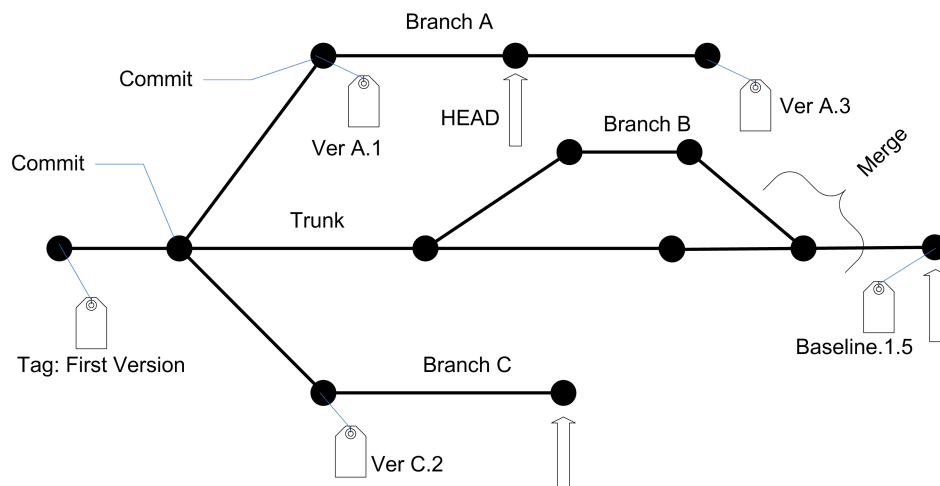 Branch A
Commit
HEAD
Ver A.3
Ver A.1
Branch B
Merge
Commit
Trunk
Tag: First Version
Baseline.1.5
Branch C
Ver C.2